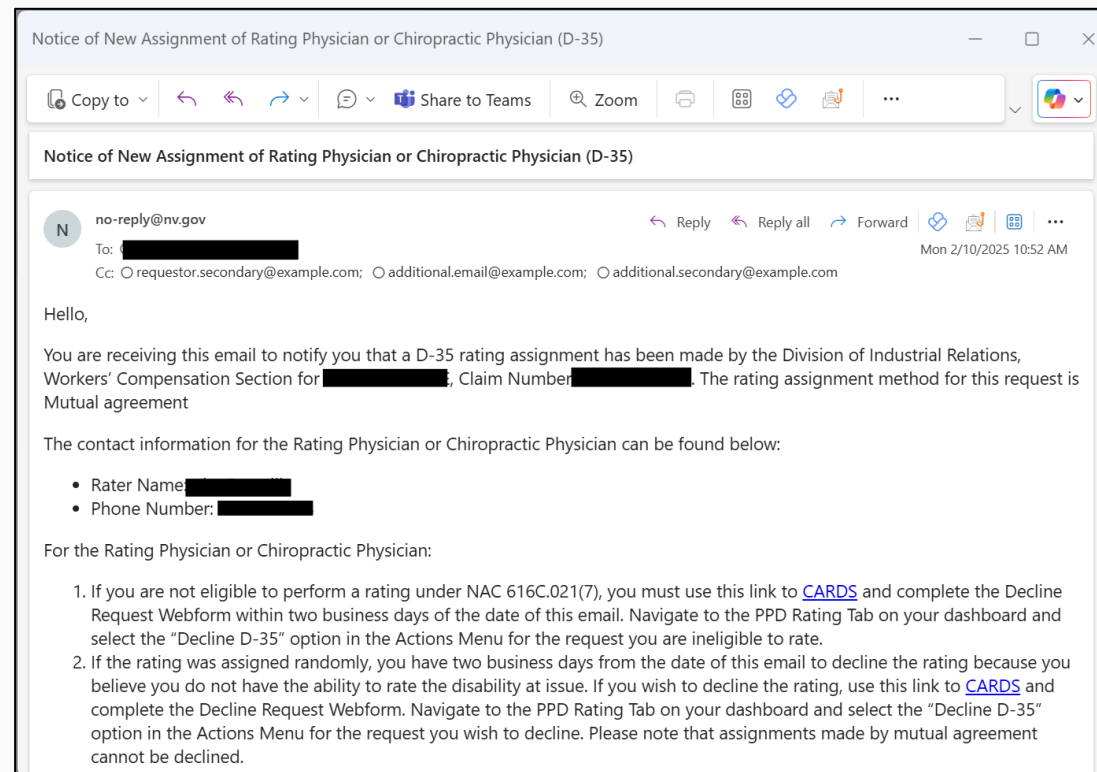 Notice of New Assignment of Rating Physician or Chiropractic Physician (D-35)
Copy to
Share to Teams
Zoom
Notice of New Assignment of Rating Physician or Chiropractic Physician (D-35)
N
no-reply@nv.gov
Reply
Reply all
Forward
To:
Mon 2/10/2025 10:52 AM
Cc: requestor.secondary@example.com; additional.email@example.com; additional.secondary@example.com
Hello,
You are receiving this email to notify you that a D-35 rating assignment has been made by the Division of Industrial Relations,
Workers' Compensation Section for , Claim Number . The rating assignment method for this request is
Mutual agreement
The contact information for the Rating Physician or Chiropractic Physician can be found below:
• Rater Name:
• Phone Number:
For the Rating Physician or Chiropractic Physician:
1. If you are not eligible to perform a rating under NAC 616C.021(7), you must use this link to CARDS and complete the Decline
Request Webform within two business days of the date of this email. Navigate to the PPD Rating Tab on your dashboard and
select the “Decline D-35” option in the Actions Menu for the request you are ineligible to rate.
2. If the rating was assigned randomly, you have two business days from the date of this email to decline the rating because you
believe you do not have the ability to rate the disability at issue. If you wish to decline the rating, use this link to CARDS and
complete the Decline Request Webform. Navigate to the PPD Rating Tab on your dashboard and select the “Decline D-35”
option in the Actions Menu for the request you wish to decline. Please note that assignments made by mutual agreement
cannot be declined.